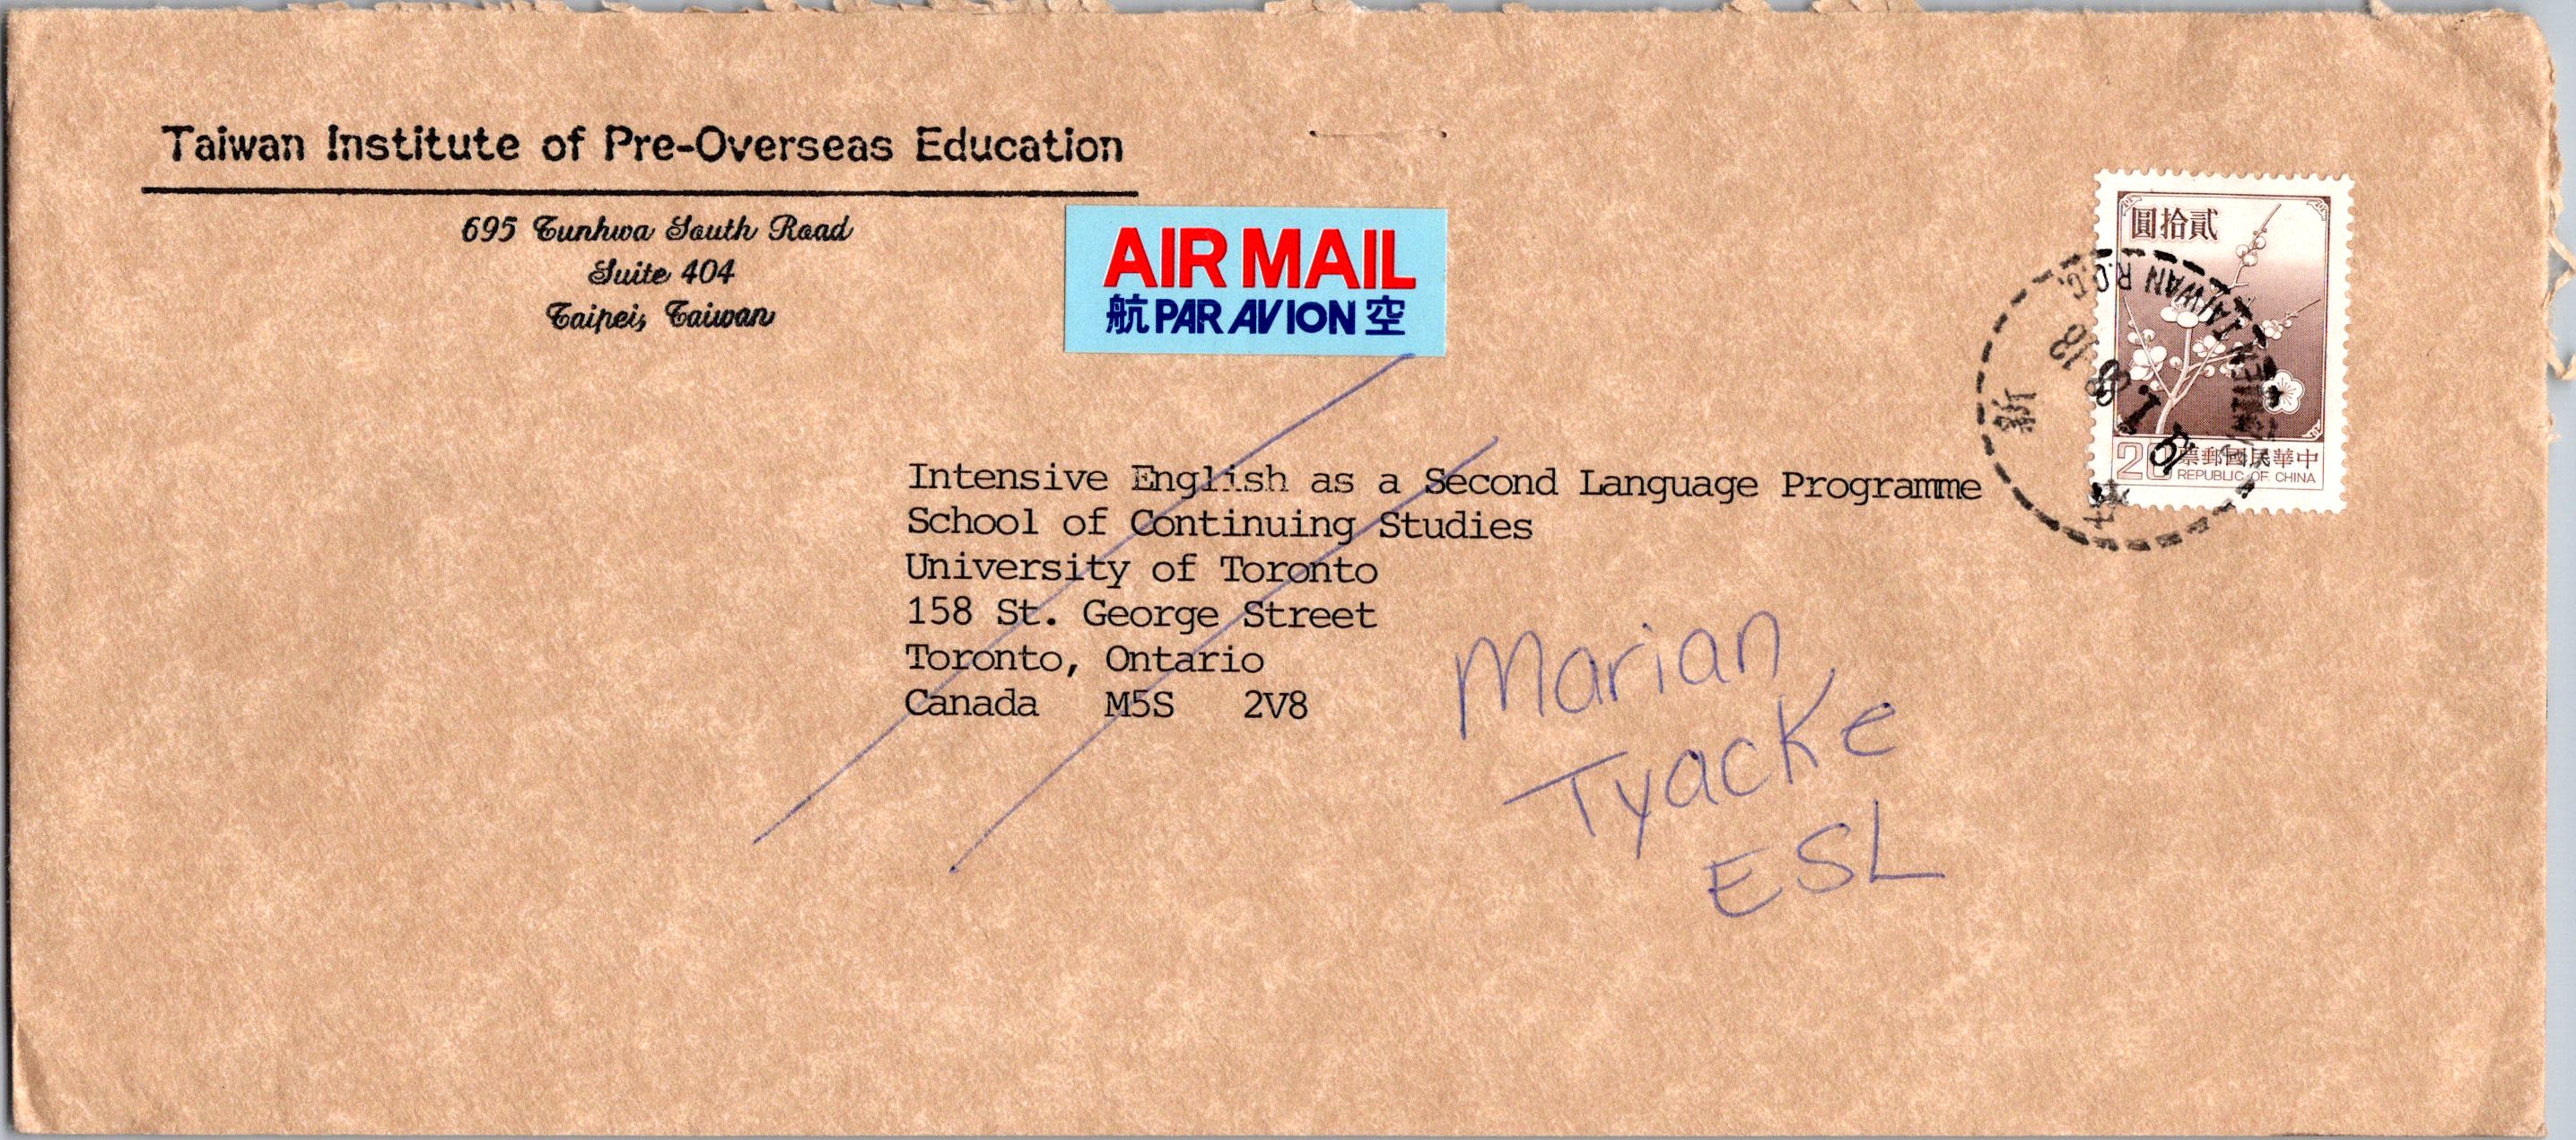 Taiwan Institute of Pre-Overseas Education
695 Tunhwa South Road
Suite 404
Taipei, Taiwan
AIR MAIL
航 PAR AVION 空
圓拾貳
TAIWAN R.O.C.
20
票郵國民華中
REPUBLIC OF CHINA
Intensive English as a Second Language Programme
School of Continuing Studies
University of Toronto
158 St. George Street
Toronto, Ontario
Canada M5S 2V8
Marian
Tyacke
ESL